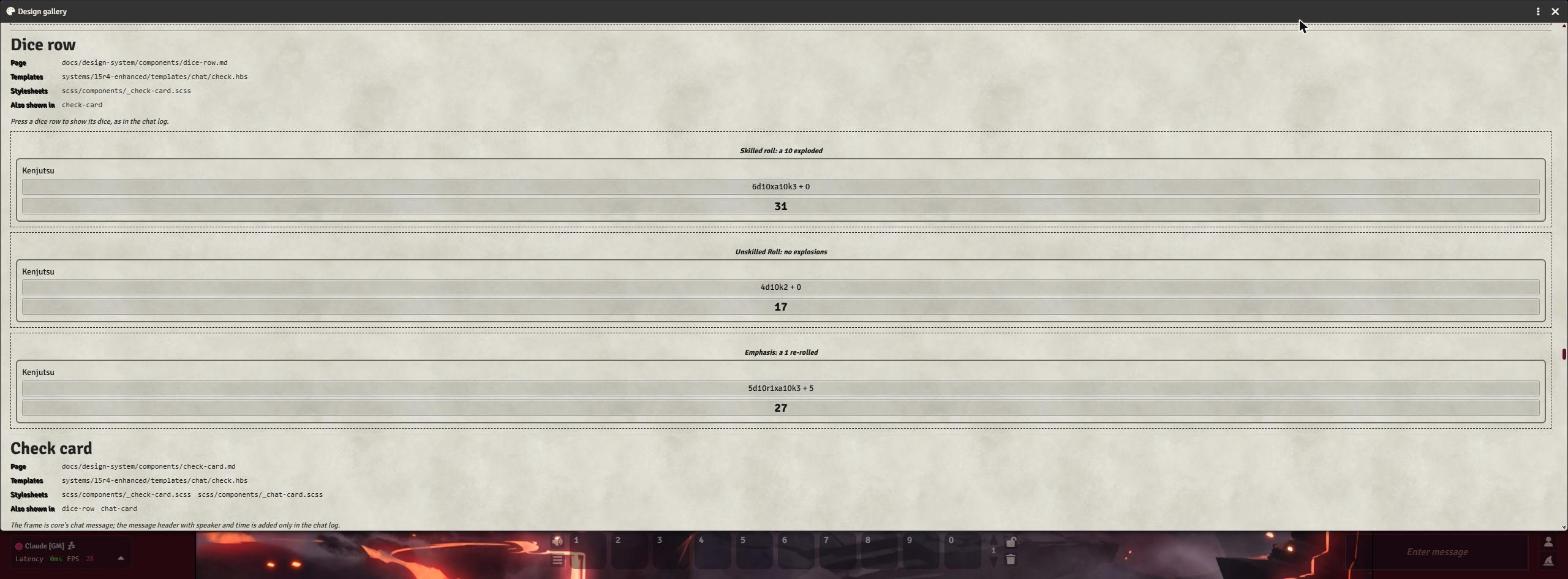 Design gallery
Dice row
Page docs/design-system/components/dice-row.md
Templates systems/l5r4-enhanced/templates/chat/check.hbs
Stylesheets scss/components/_check-card.scss
Also shown in check-card
Press a dice row to show its dice, as in the chat log.
Skilled roll: a 10 exploded
Kenjutsu
6d10xa10k3 + 0
31
Unskilled Roll: no explosions
Kenjutsu
4d10k2 + 0
17
Emphasis: a 1 re-rolled
Kenjutsu
5d10r1xa10k3 + 5
27
Check card
Page docs/design-system/components/check-card.md
Templates systems/l5r4-enhanced/templates/chat/check.hbs
Stylesheets scss/components/_check-card.scss scss/components/_chat-card.scss
Also shown in dice-row chat-card
The frame is core's chat message; the message header with speaker and time is added only in the chat log.
Claude [GM]
Latency 0ms FPS 28
1 2 3 4 5 6 7 8 9 0
1
Enter message